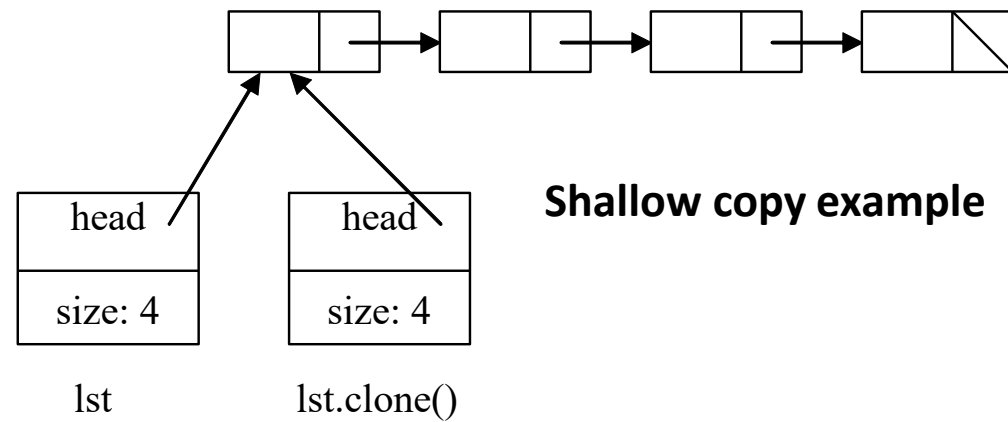 head
head
Shallow copy example
size: 4
size: 4
lst
lst.clone()